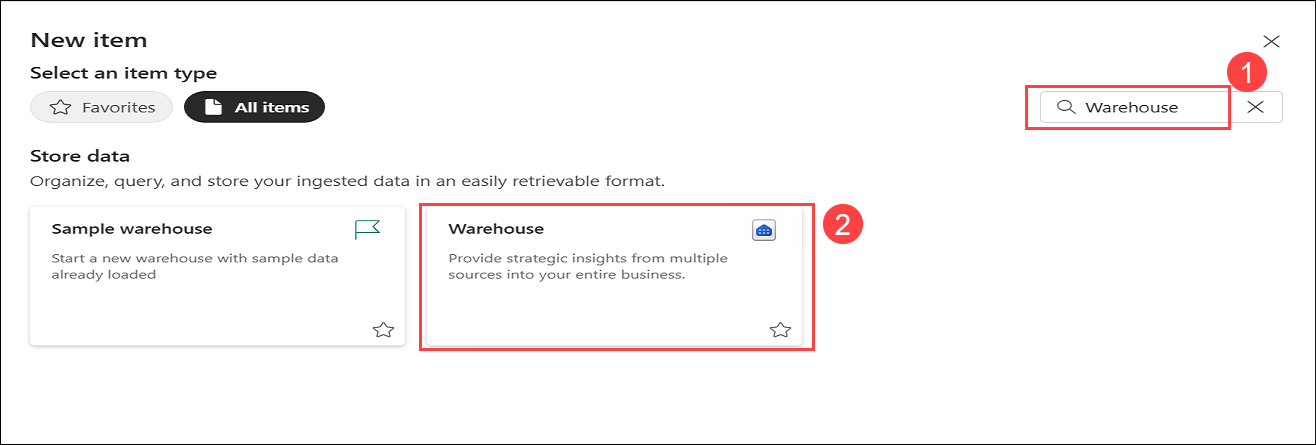 New item
Select an item type
1
Favorites
All items
Warehouse
Store data
Organize, query, and store your ingested data in an easily retrievable format.
Sample warehouse
Start a new warehouse with sample data
already loaded
Warehouse
Provide strategic insights from multiple
sources into your entire business.
2